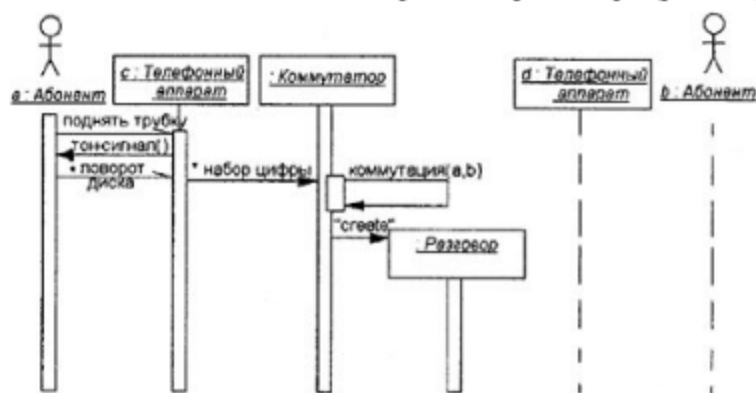 a : Абонент
c : Телефонный
аппарат
: Коммутатор
d : Телефонный
аппарат
b : Абонент
поднять трубку
тон-сигнал( )
* поворот
диска
* набор цифры
коммутация(a,b)
"create"
: Разговор